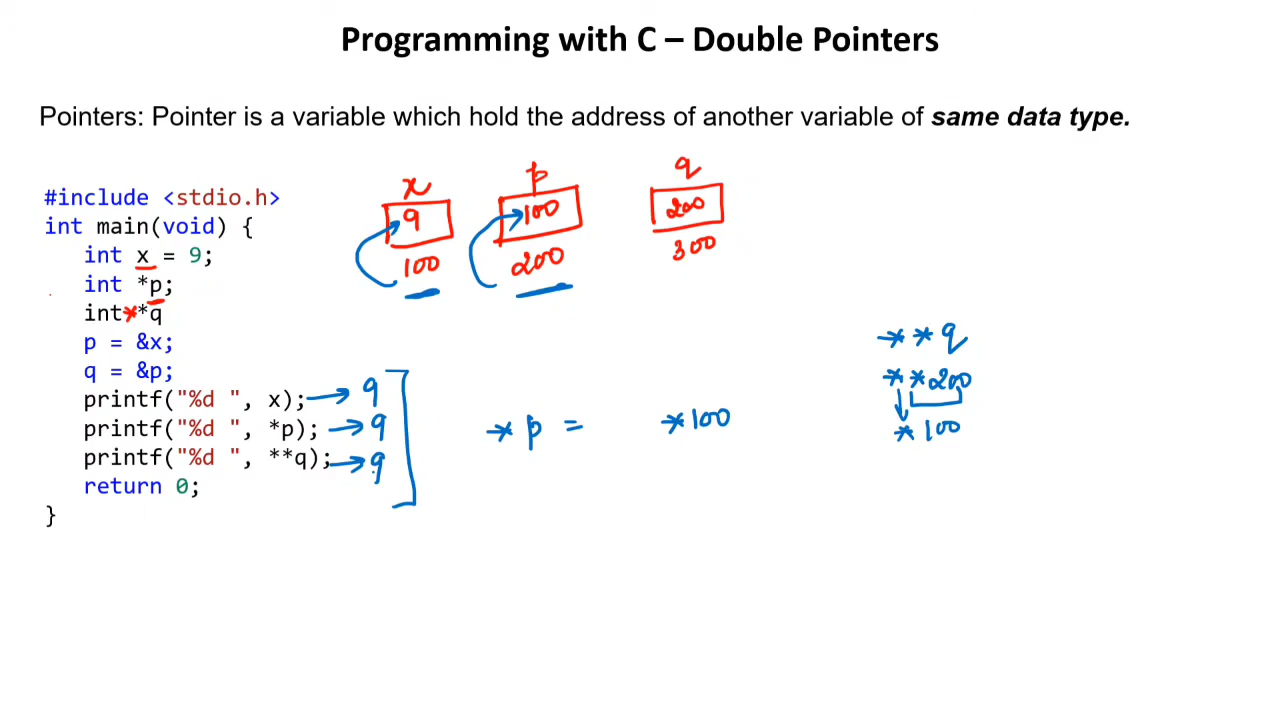 Programming with C – Double Pointers
Pointers: Pointer is a variable which hold the address of another variable of same data type.
x p q
9 100 200
100 200 300
#include <stdio.h>
int main(void) {
int x = 9;
int *p;
int**q
p = &x;
q = &p;
printf("%d ", x); → 9
printf("%d ", *p); → 9
printf("%d ", **q); → 9
return 0;
}
*p = *100
**q
**200
*100